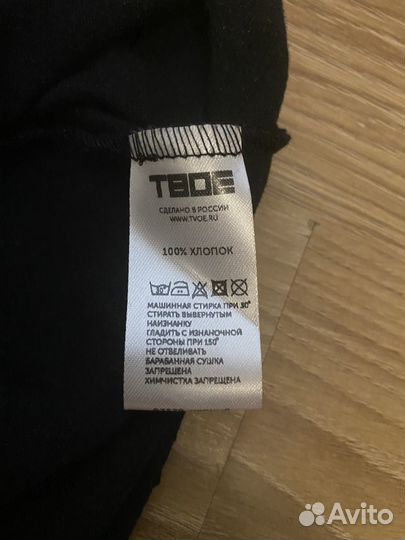 ТВОЕ
СДЕЛАНО В РОССИИ
WWW.TVOE.RU
100% ХЛОПОК
МАШИННАЯ СТИРКА ПРИ 30°
СТИРАТЬ ВЫВЕРНУТЫМ
НАИЗНАНКУ
ГЛАДИТЬ С ИЗНАНОЧНОЙ
СТОРОНЫ ПРИ 150°
НЕ ОТБЕЛИВАТЬ
БАРАБАННАЯ СУШКА
ЗАПРЕЩЕНА
ХИМЧИСТКА ЗАПРЕЩЕНА
Avito